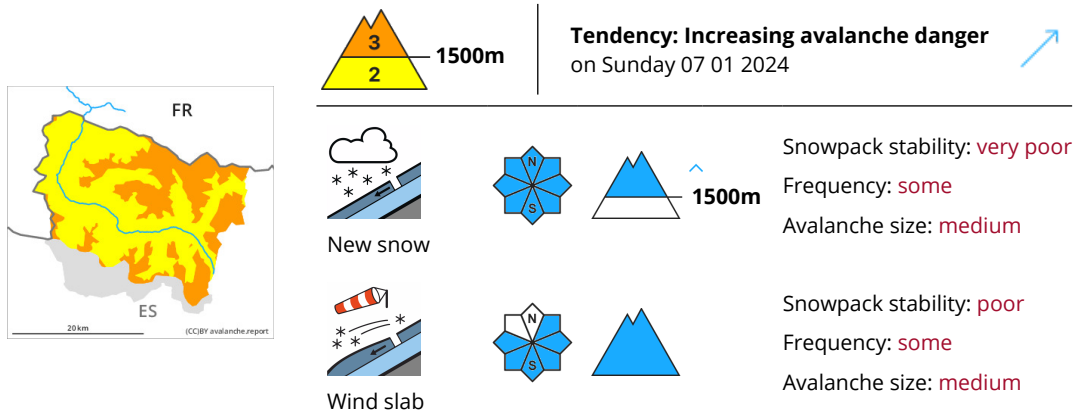 3
2
1500m
Tendency: Increasing avalanche danger
on Sunday 07 01 2024
FR
ES
20 km
(CC)BY avalanche.report
N
S
1500m
New snow
Snowpack stability: very poor
Frequency: some
Avalanche size: medium
N
S
Wind slab
Snowpack stability: poor
Frequency: some
Avalanche size: medium